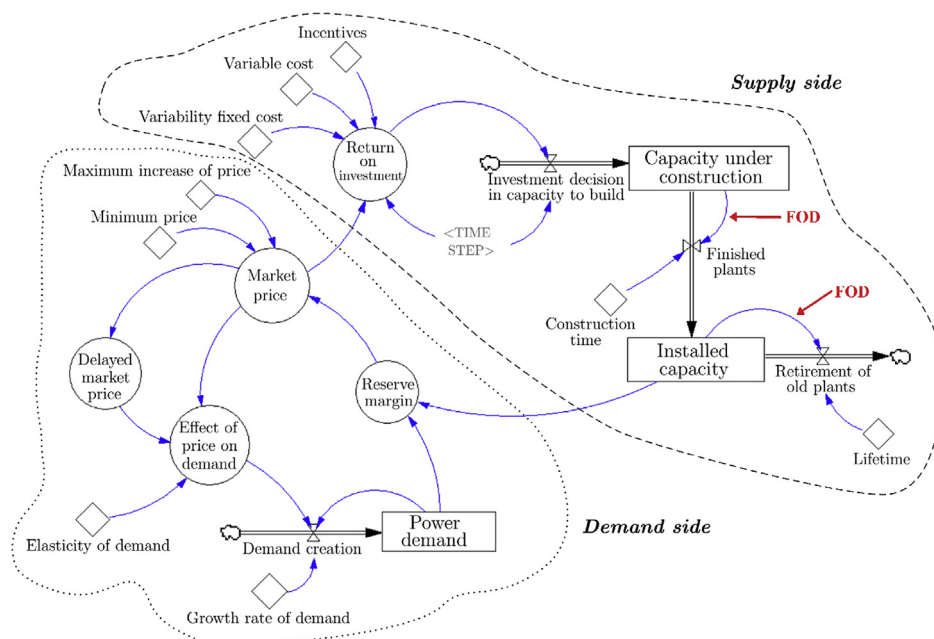 Incentives
Variable cost
Supply side
Variability fixed cost
Return on
investment
Capacity under
construction
Maximum increase of price
Investment decision
in capacity to build
Minimum price
<TIME
STEP>
FOD
Finished
plants
Market
price
FOD
Construction
time
Installed
capacity
Delayed
market
price
Reserve
margin
Retirement of
old plants
Effect of
price on
demand
Lifetime
Elasticity of demand
Demand creation
Power
demand
Demand side
Growth rate of demand